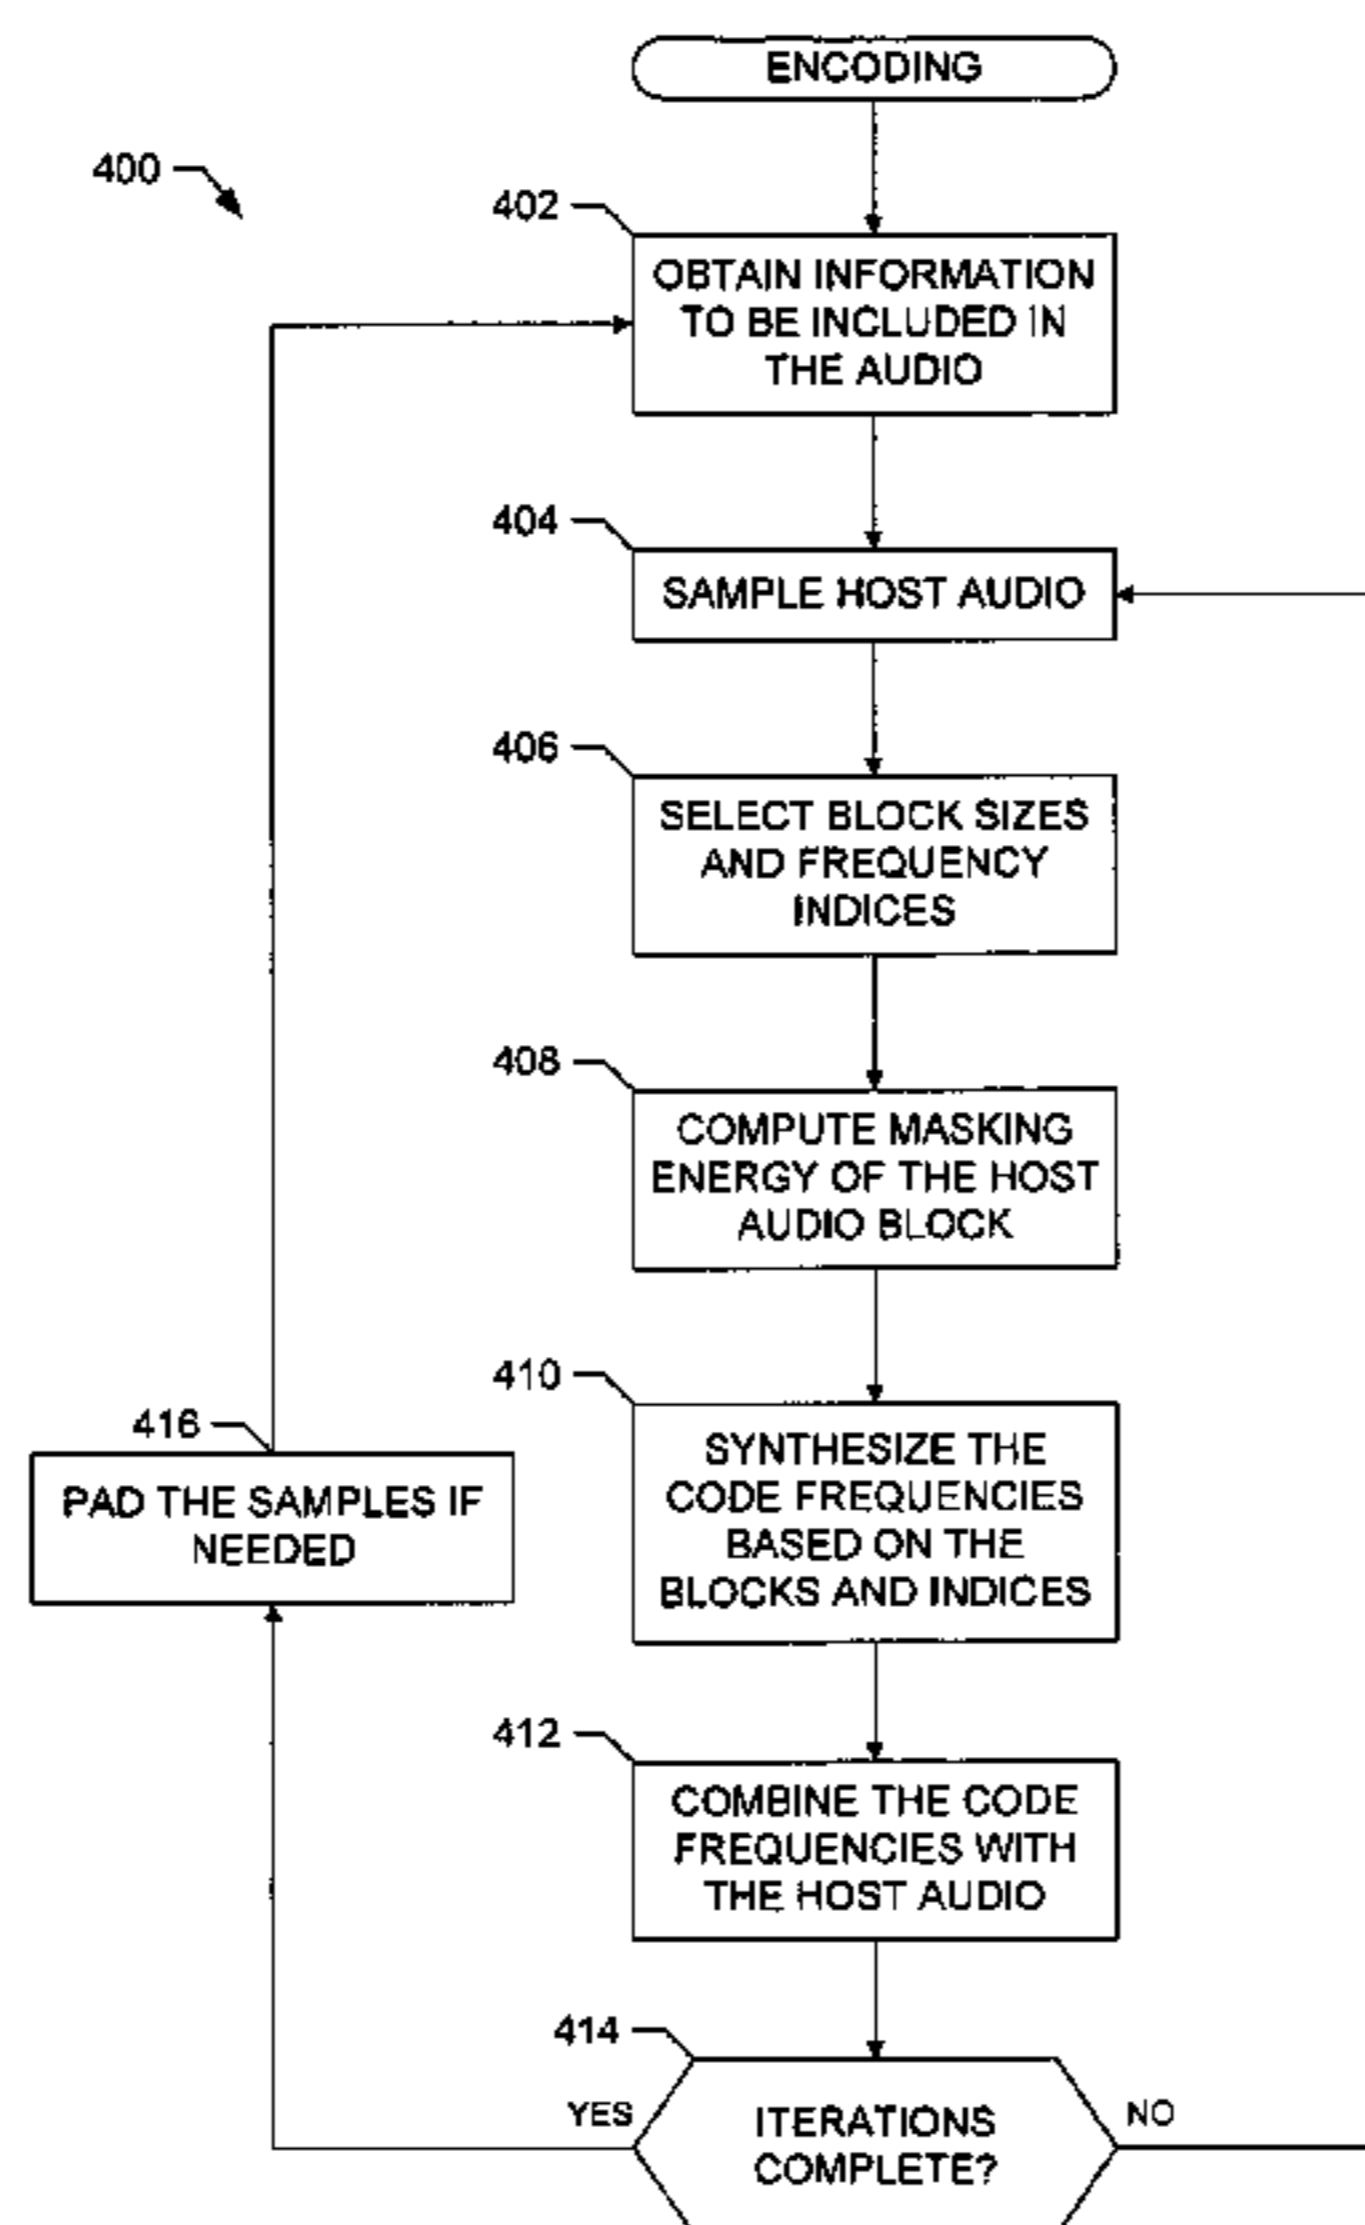 ENCODING
400
402
OBTAIN INFORMATION
TO BE INCLUDED IN
THE AUDIO
404
SAMPLE HOST AUDIO
406
SELECT BLOCK SIZES
AND FREQUENCY
INDICES
408
COMPUTE MASKING
ENERGY OF THE HOST
AUDIO BLOCK
410
SYNTHESIZE THE
CODE FREQUENCIES
BASED ON THE
BLOCKS AND INDICES
416
PAD THE SAMPLES IF
NEEDED
412
COMBINE THE CODE
FREQUENCIES WITH
THE HOST AUDIO
414
YES
ITERATIONS
COMPLETE?
NO